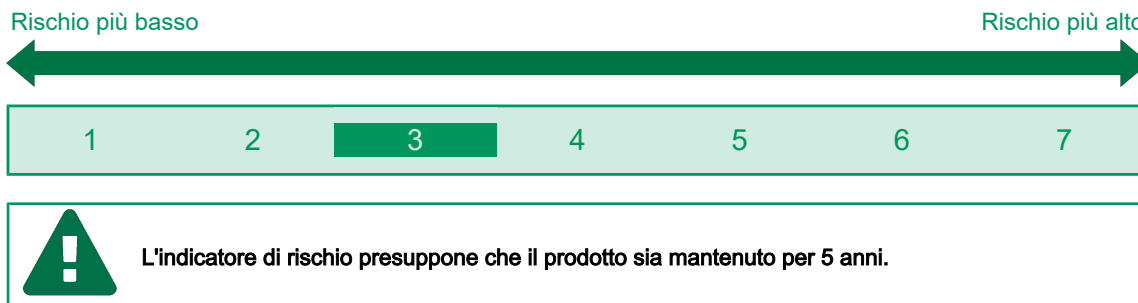 Rischio più basso Rischio più alto
1 2 3 4 5 6 7
L'indicatore di rischio presuppone che il prodotto sia mantenuto per 5 anni.